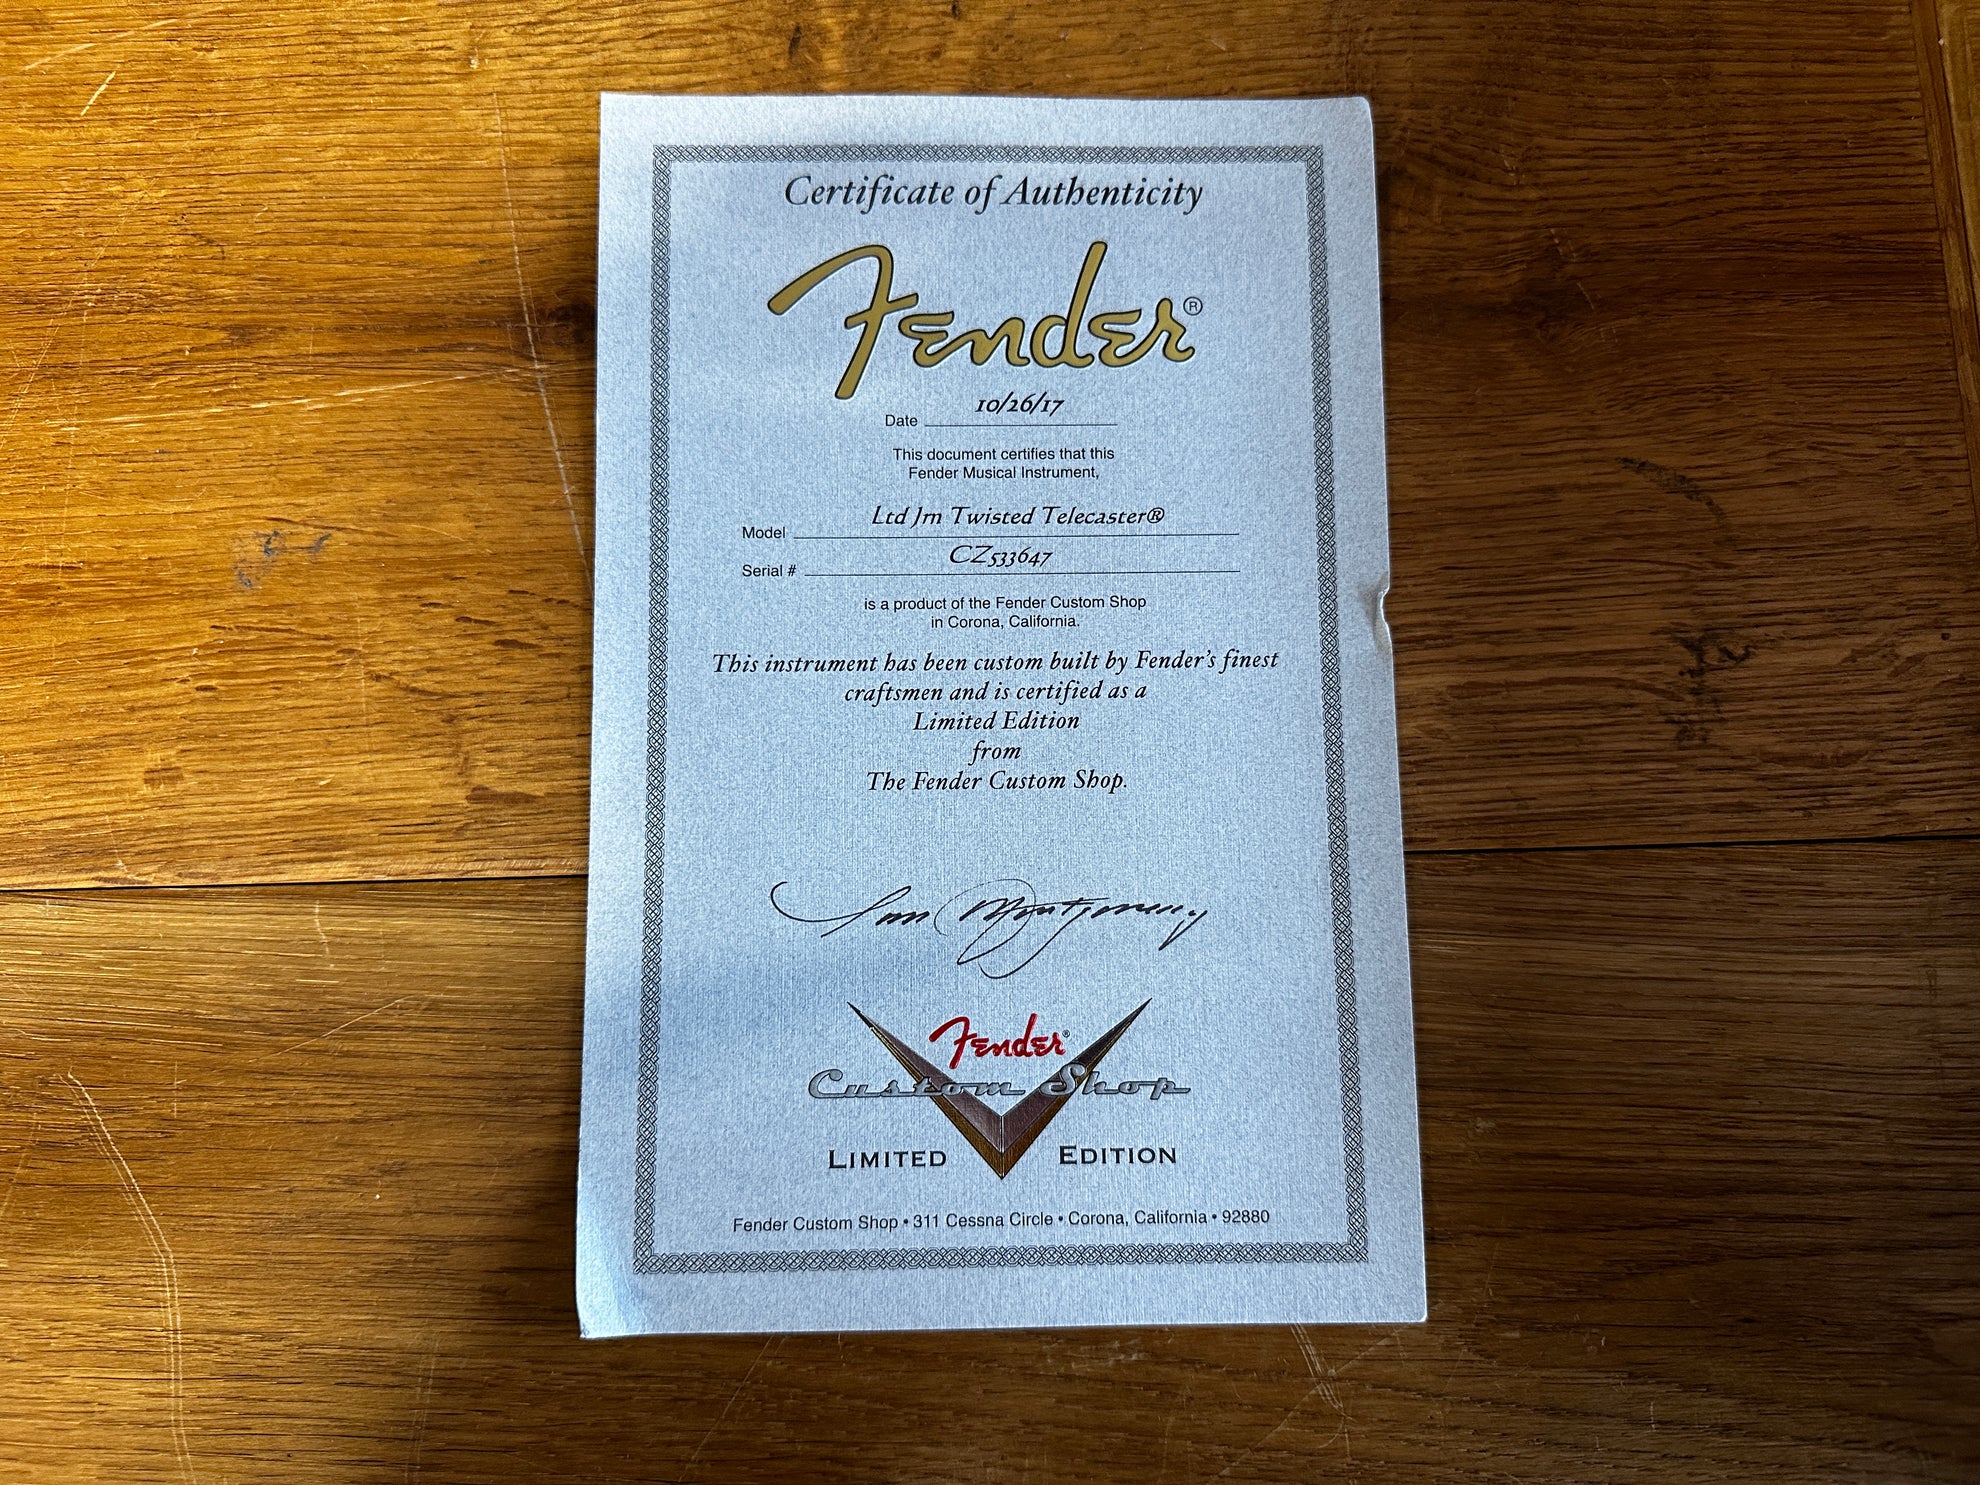 Certificate of Authenticity
Fender®
Date 10/26/17
This document certifies that this
Fender Musical Instrument,
Model Ltd Jm Twisted Telecaster®
Serial # CZ533647
is a product of the Fender Custom Shop
in Corona, California.
This instrument has been custom built by Fender's finest
craftsmen and is certified as a
Limited Edition
from
The Fender Custom Shop.
Fender®
Custom Shop
LIMITED EDITION
Fender Custom Shop • 311 Cessna Circle • Corona, California • 92880